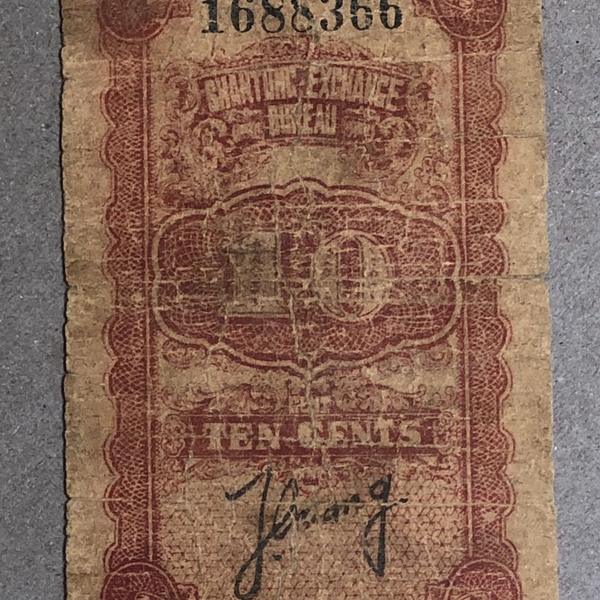 1688366
SHANTUNG EXCHANGE
BUREAU
10
TEN CENTS